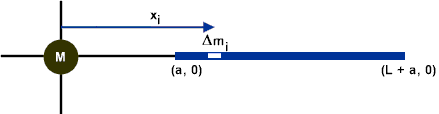 xᵢ
Δmᵢ
M
(a, 0)
(L + a, 0)